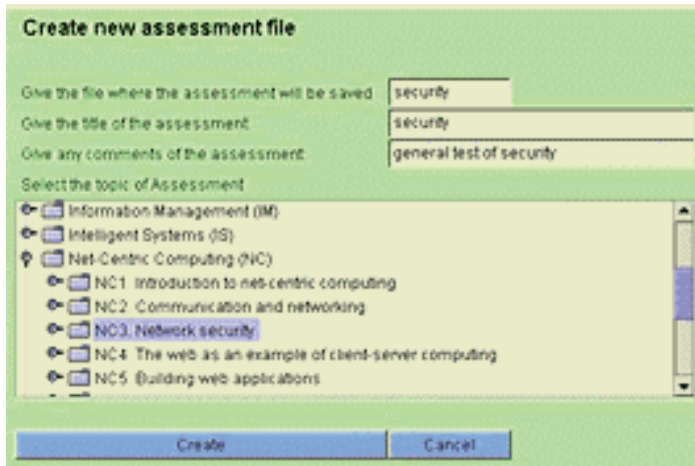 Create new assessment file
Give the file where the assessment will be saved security
Give the title of the assessment security
Give any comments of the assessment general test of security
Select the topic of Assessment
Information Management (IM)
Intelligent Systems (IS)
Net-Centric Computing (NC)
NC1. Introduction to net-centric computing
NC2. Communication and networking
NC3. Network security
NC4. The web as an example of client-server computing
NC5. Building web applications
Create Cancel